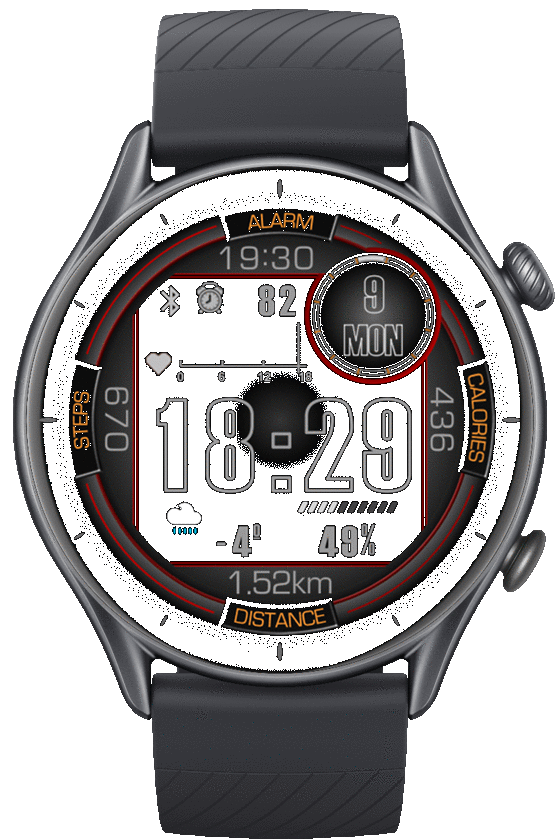 ALARM
19:30
82
9
MON
0 6 12 18
STEPS
670
18:29
436
CALORIES
-4º
49%
1.52km
DISTANCE